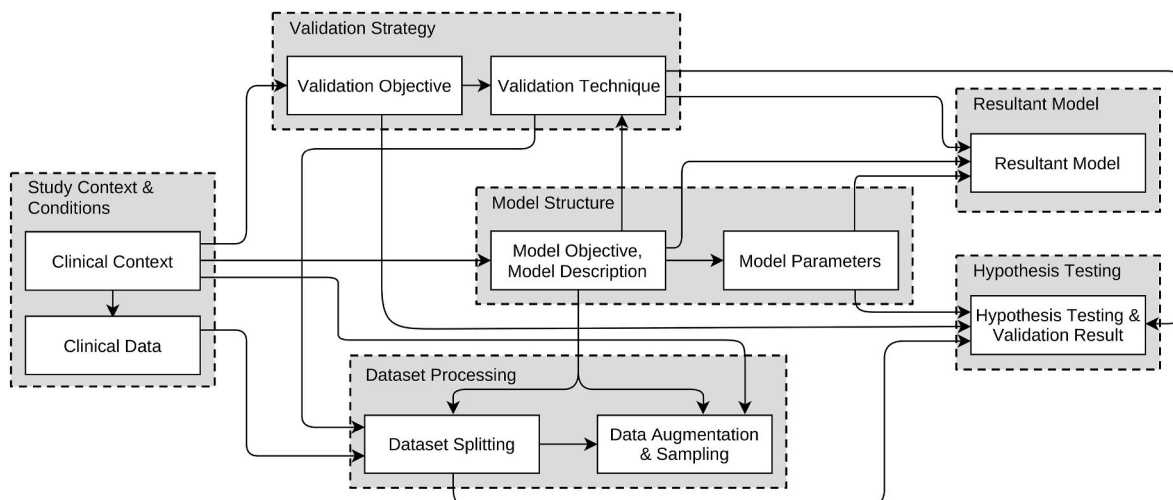 Validation Strategy
Validation Objective
Validation Technique
Resultant Model
Resultant Model
Study Context &
Conditions
Clinical Context
Clinical Data
Model Structure
Model Objective,
Model Description
Model Parameters
Hypothesis Testing
Hypothesis Testing &
Validation Result
Dataset Processing
Dataset Splitting
Data Augmentation
& Sampling